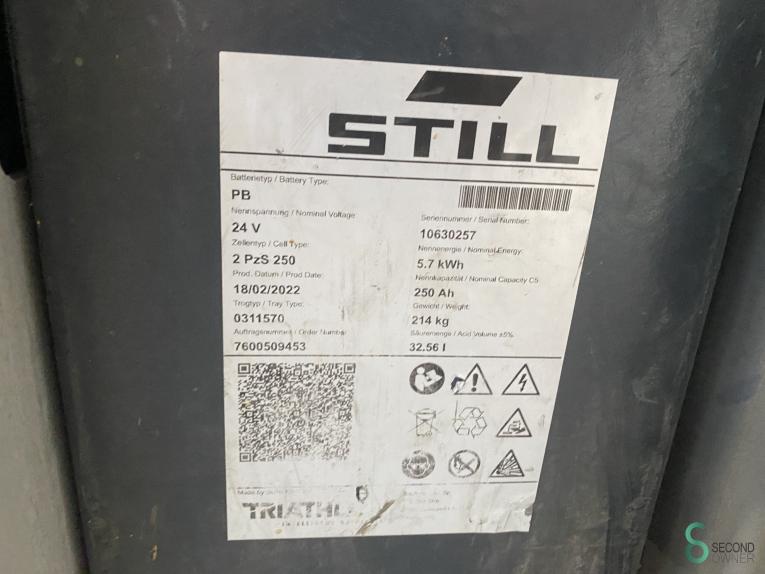 STILL
Batterietyp / Battery Type:
PB
Nennspannung / Nominal Voltage:
24 V
Zellentyp / Cell Type:
2 PzS 250
Prod. Datum / Prod Date:
18/02/2022
Trogtyp / Tray Type:
0311570
Auftragsnummer / Order Number
7600509453
Seriennummer / Serial Number:
10630257
Nennenergie / Nominal Energy:
5.7 kWh
Nennkapazität / Nominal Capacity C5
250 Ah
Gewicht / Weight:
214 kg
Säuremenge / Acid Volume ±5%
32.56 l
Made by
TRIATHL
SECOND
OWNER